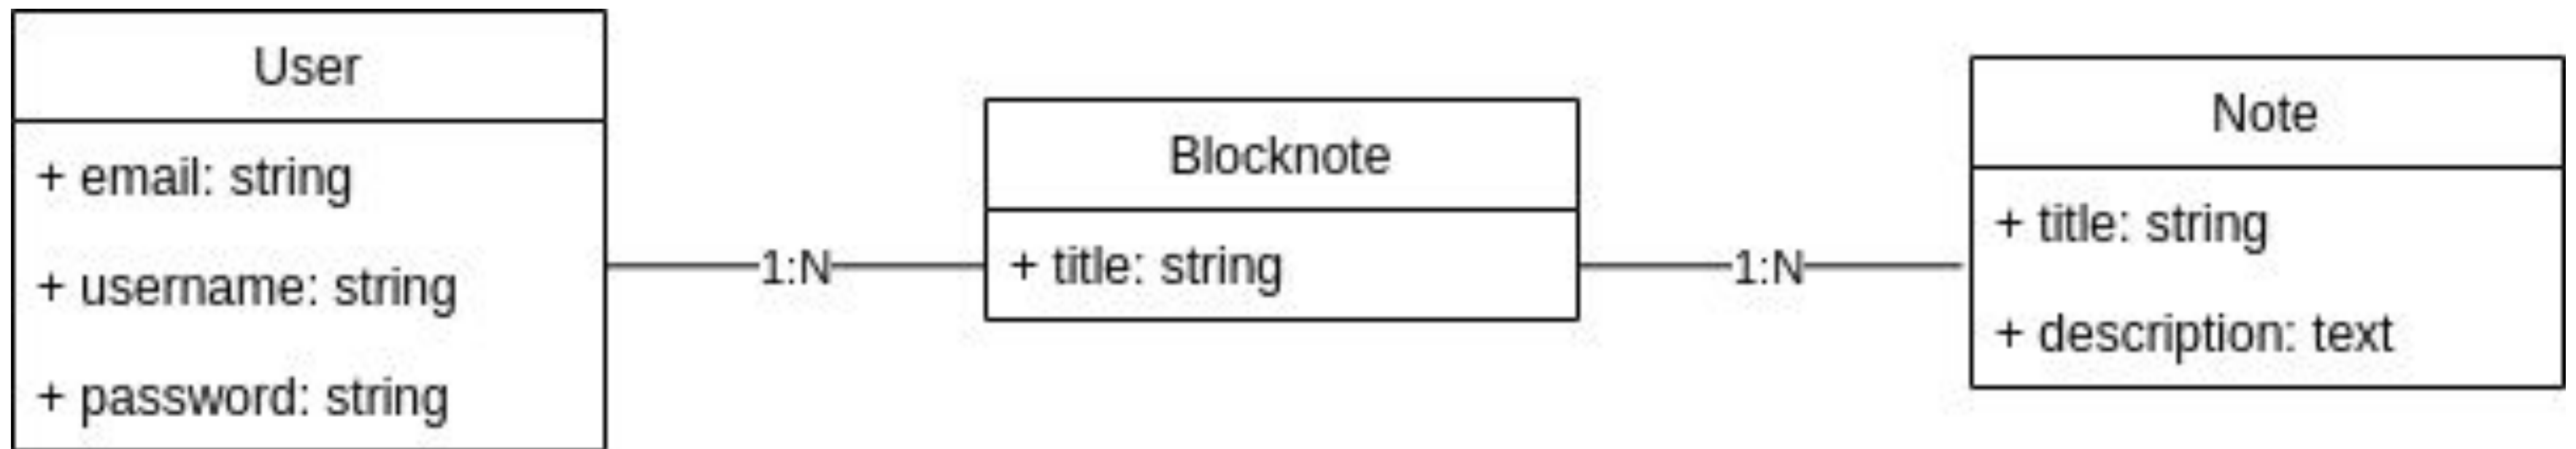 User
+ email: string
+ username: string
+ password: string
1:N
Blocknote
+ title: string
1:N
Note
+ title: string
+ description: text